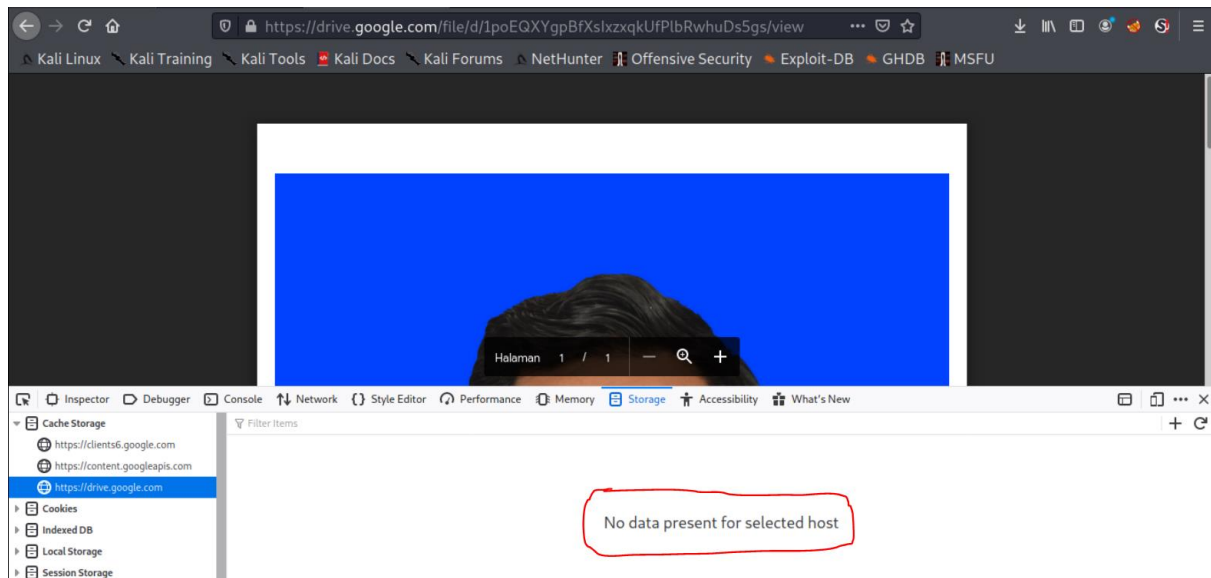 https://drive.google.com/file/d/1poEQXYgpBfXsIxzxqkUfPlbRwhuDs5gs/view
Kali Linux Kali Training Kali Tools Kali Docs Kali Forums NetHunter Offensive Security Exploit-DB GHDB MSFU
Halaman 1 / 1
Inspector Debugger Console Network {} Style Editor Performance Memory Storage Accessibility What's New
Cache Storage
Filter Items
https://clients6.google.com
https://content.googleapis.com
https://drive.google.com
Cookies
Indexed DB
Local Storage
Session Storage
No data present for selected host